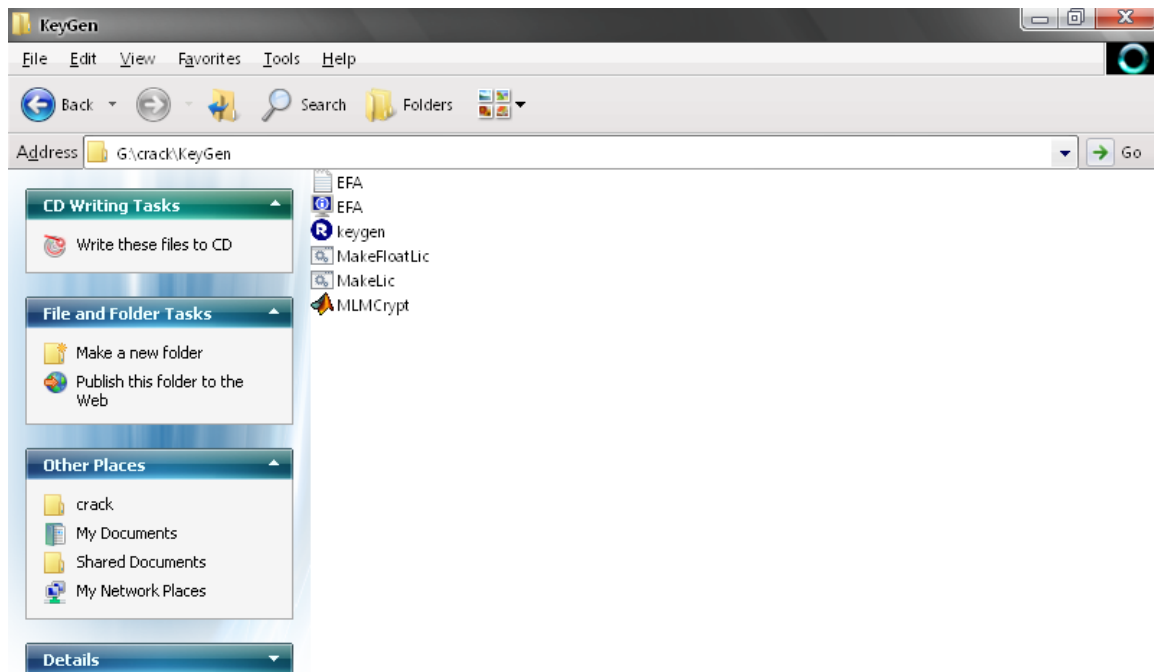 KeyGen
File Edit View Favorites Tools Help
Back Search Folders
Address G:\crack\KeyGen Go
CD Writing Tasks
Write these files to CD
File and Folder Tasks
Make a new folder
Publish this folder to the
Web
Other Places
crack
My Documents
Shared Documents
My Network Places
Details
EFA
EFA
R keygen
MakeFloatLic
MakeLic
MLMCrypt